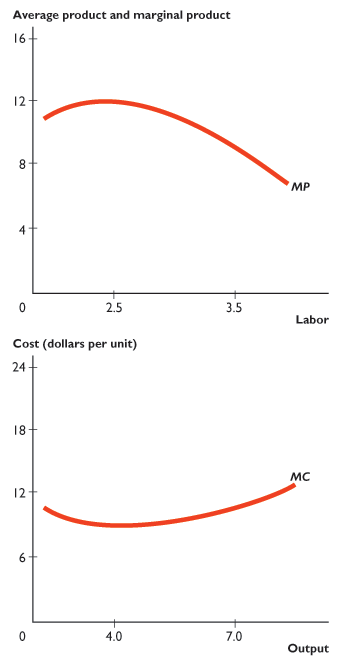 Average product and marginal product
16
12
8
MP
4
0 2.5 3.5
Labor
Cost (dollars per unit)
24
18
MC
12
6
0 4.0 7.0
Output